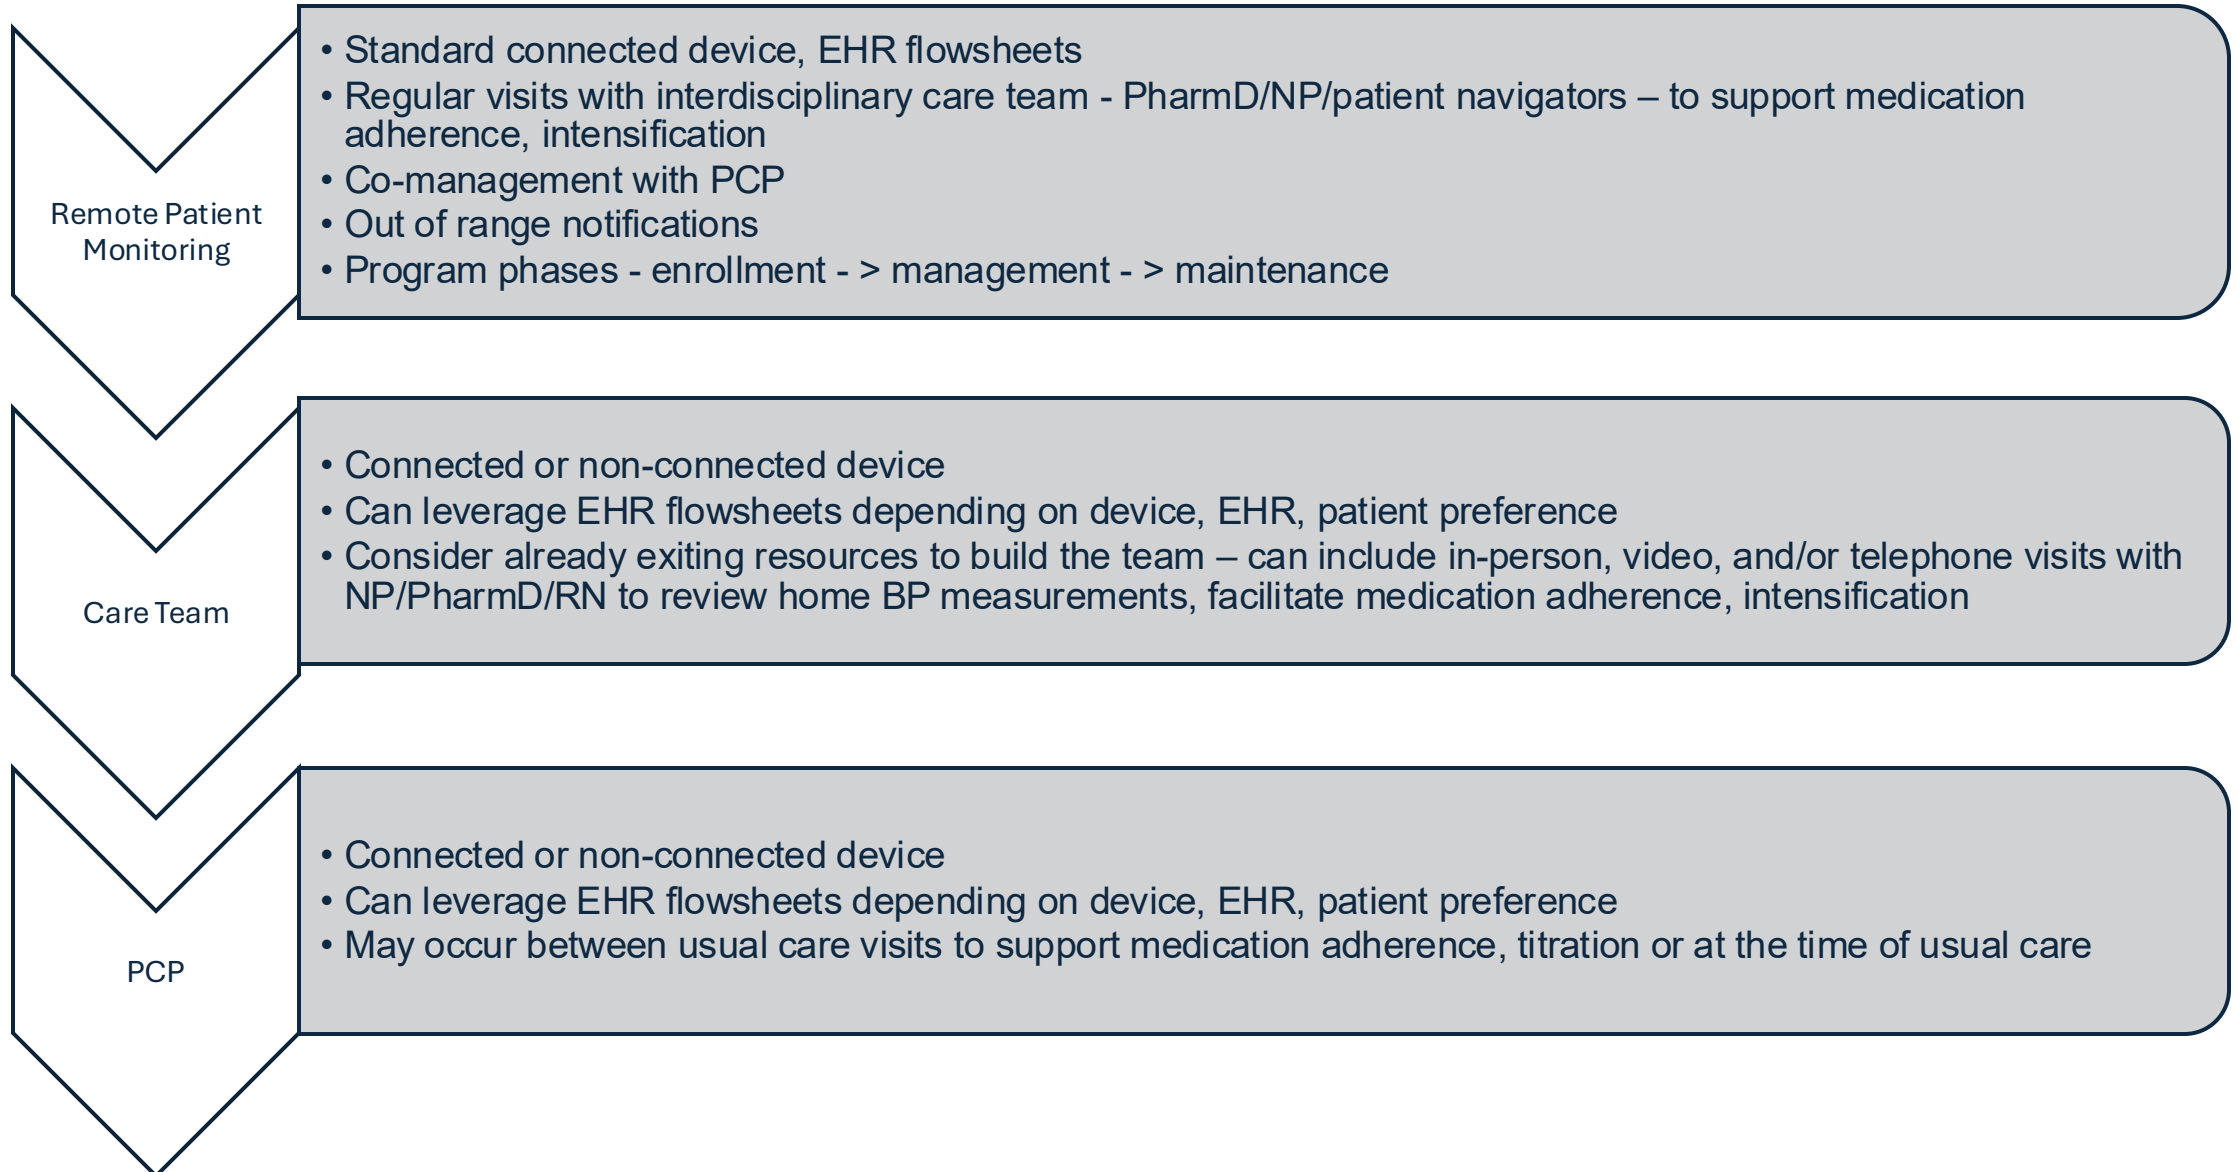 Remote Patient
Monitoring
• Standard connected device, EHR flowsheets
• Regular visits with interdisciplinary care team - PharmD/NP/patient navigators – to support medication
adherence, intensification
• Co-management with PCP
• Out of range notifications
• Program phases - enrollment - > management - > maintenance
Care Team
• Connected or non-connected device
• Can leverage EHR flowsheets depending on device, EHR, patient preference
• Consider already exiting resources to build the team – can include in-person, video, and/or telephone visits with
NP/PharmD/RN to review home BP measurements, facilitate medication adherence, intensification
PCP
• Connected or non-connected device
• Can leverage EHR flowsheets depending on device, EHR, patient preference
• May occur between usual care visits to support medication adherence, titration or at the time of usual care